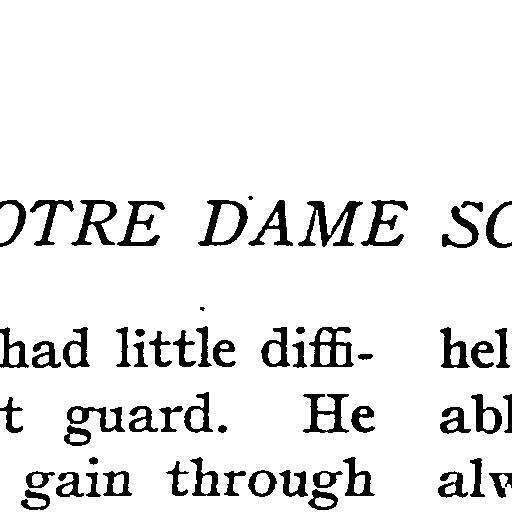 OTRE DAME SC
had little diffi-
t guard. He
gain through
hel
abl
alw